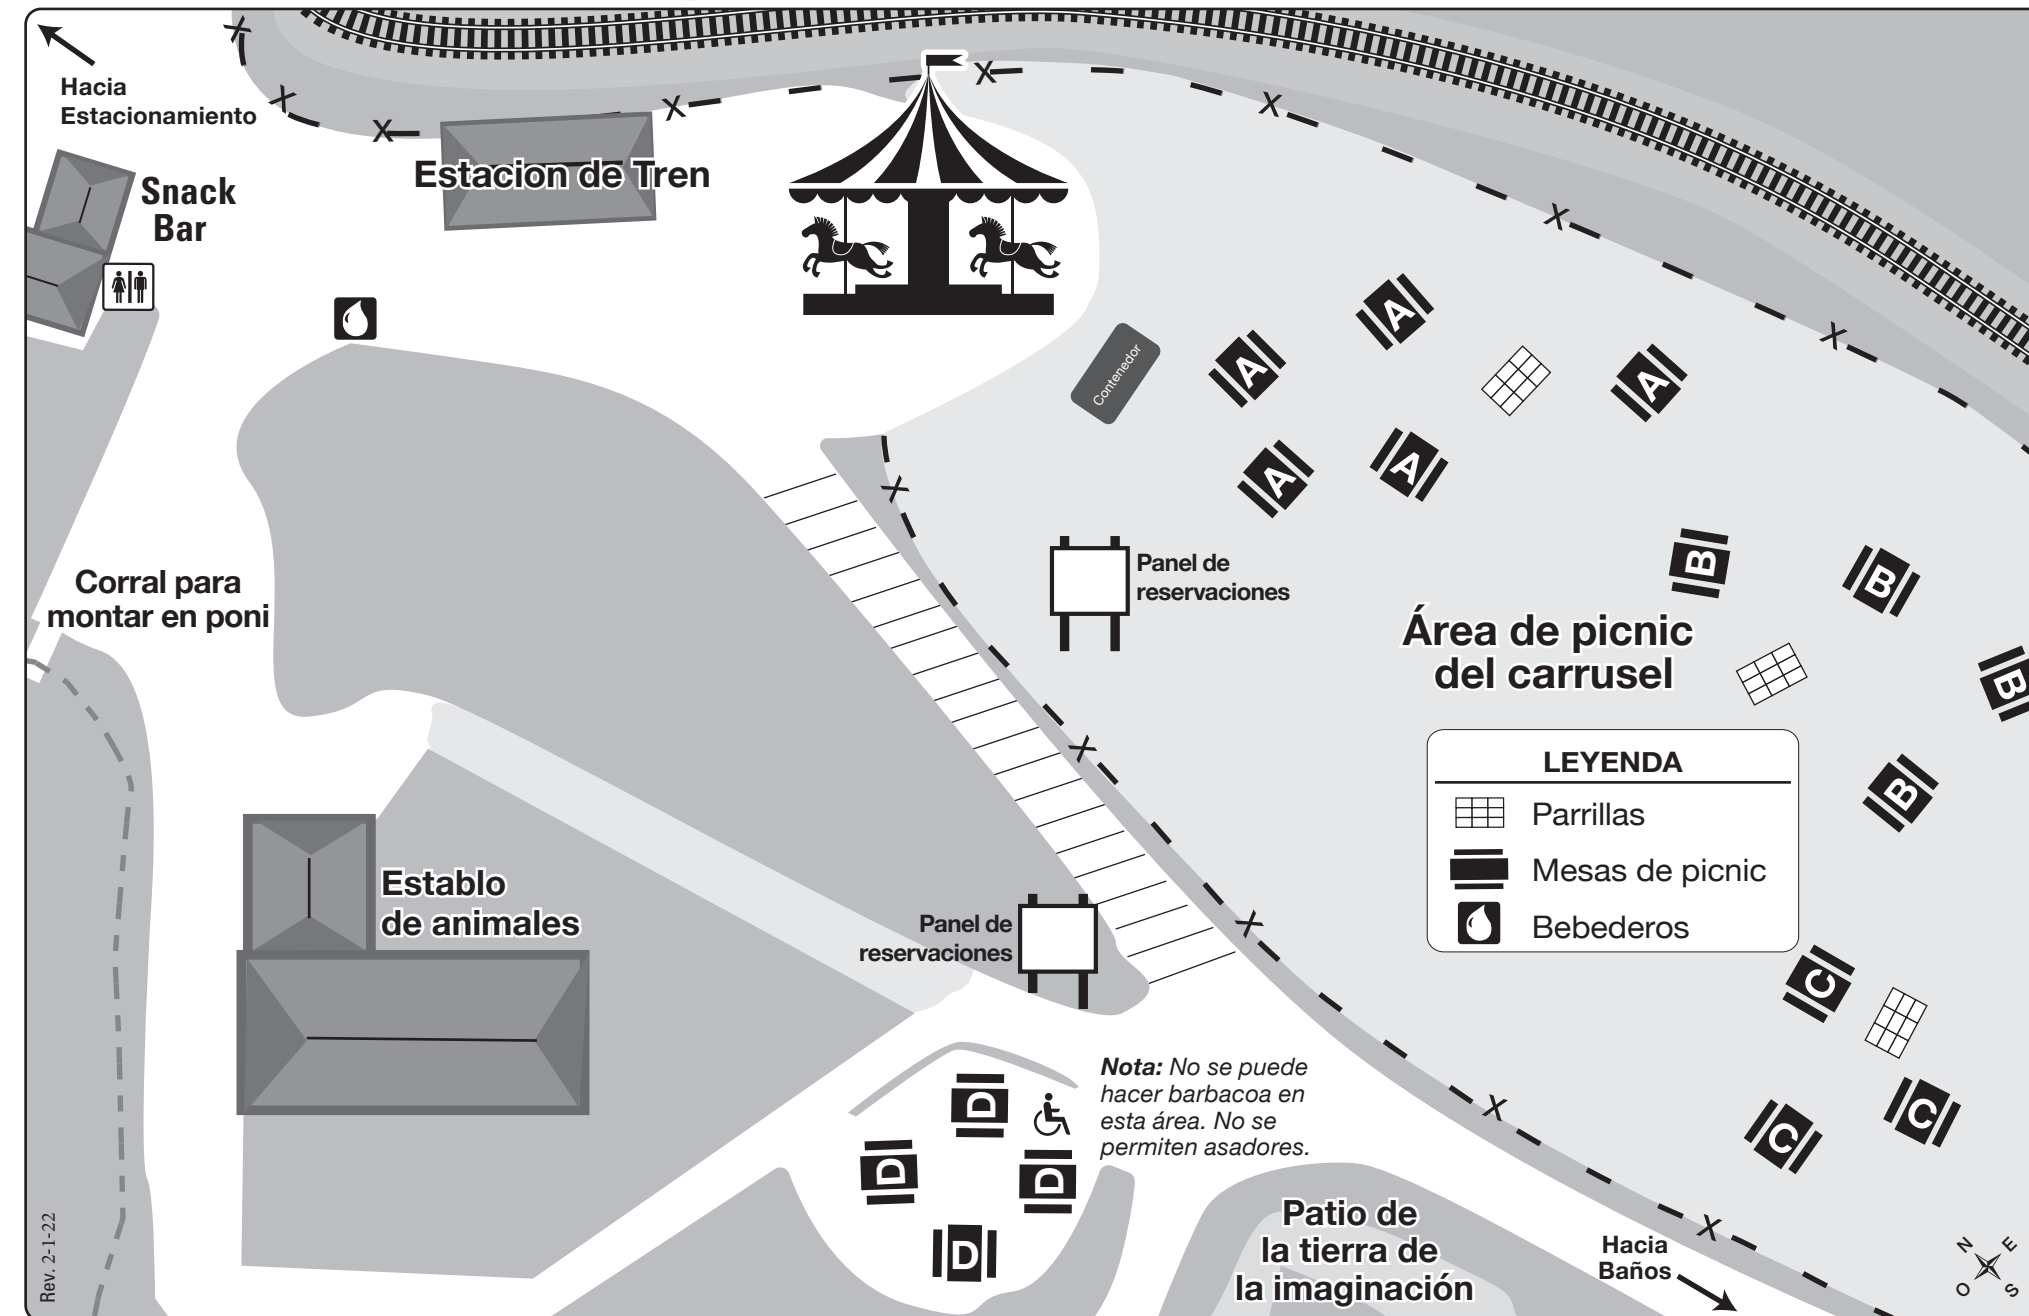 Hacia
Estacionamiento
Snack
Bar
Estacion de Tren
Contenedor
A
A
A
A
A
Corral para
montar en poni
Panel de
reservaciones
B
B
B
B
Área de picnic
del carrusel
LEYENDA
Parrillas
Mesas de picnic
Bebederos
Establo
de animales
Panel de
reservaciones
C
C
C
Nota: No se puede
hacer barbacoa en
esta área. No se
permiten asadores.
D
D
D
D
Patio de
la tierra de
la imaginación
Hacia
Baños
N
E
O
S
Rev. 2-1-22